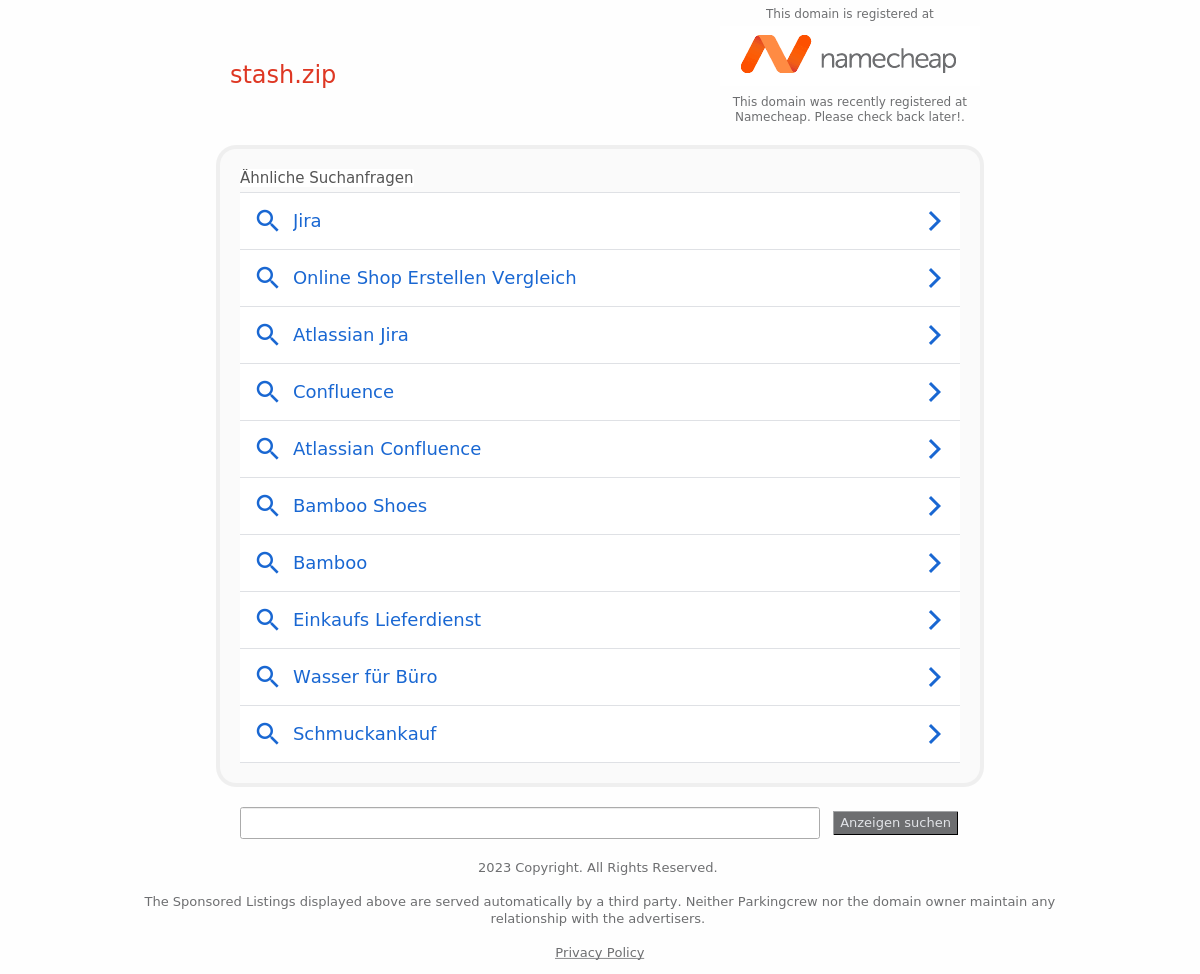 This domain is registered at
namecheap
stash.zip
This domain was recently registered at
Namecheap. Please check back later!.
Ähnliche Suchanfragen
Jira
Online Shop Erstellen Vergleich
Atlassian Jira
Confluence
Atlassian Confluence
Bamboo Shoes
Bamboo
Einkaufs Lieferdienst
Wasser für Büro
Schmuckankauf
Anzeigen suchen
2023 Copyright. All Rights Reserved.
The Sponsored Listings displayed above are served automatically by a third party. Neither Parkingcrew nor the domain owner maintain any
relationship with the advertisers.
Privacy Policy